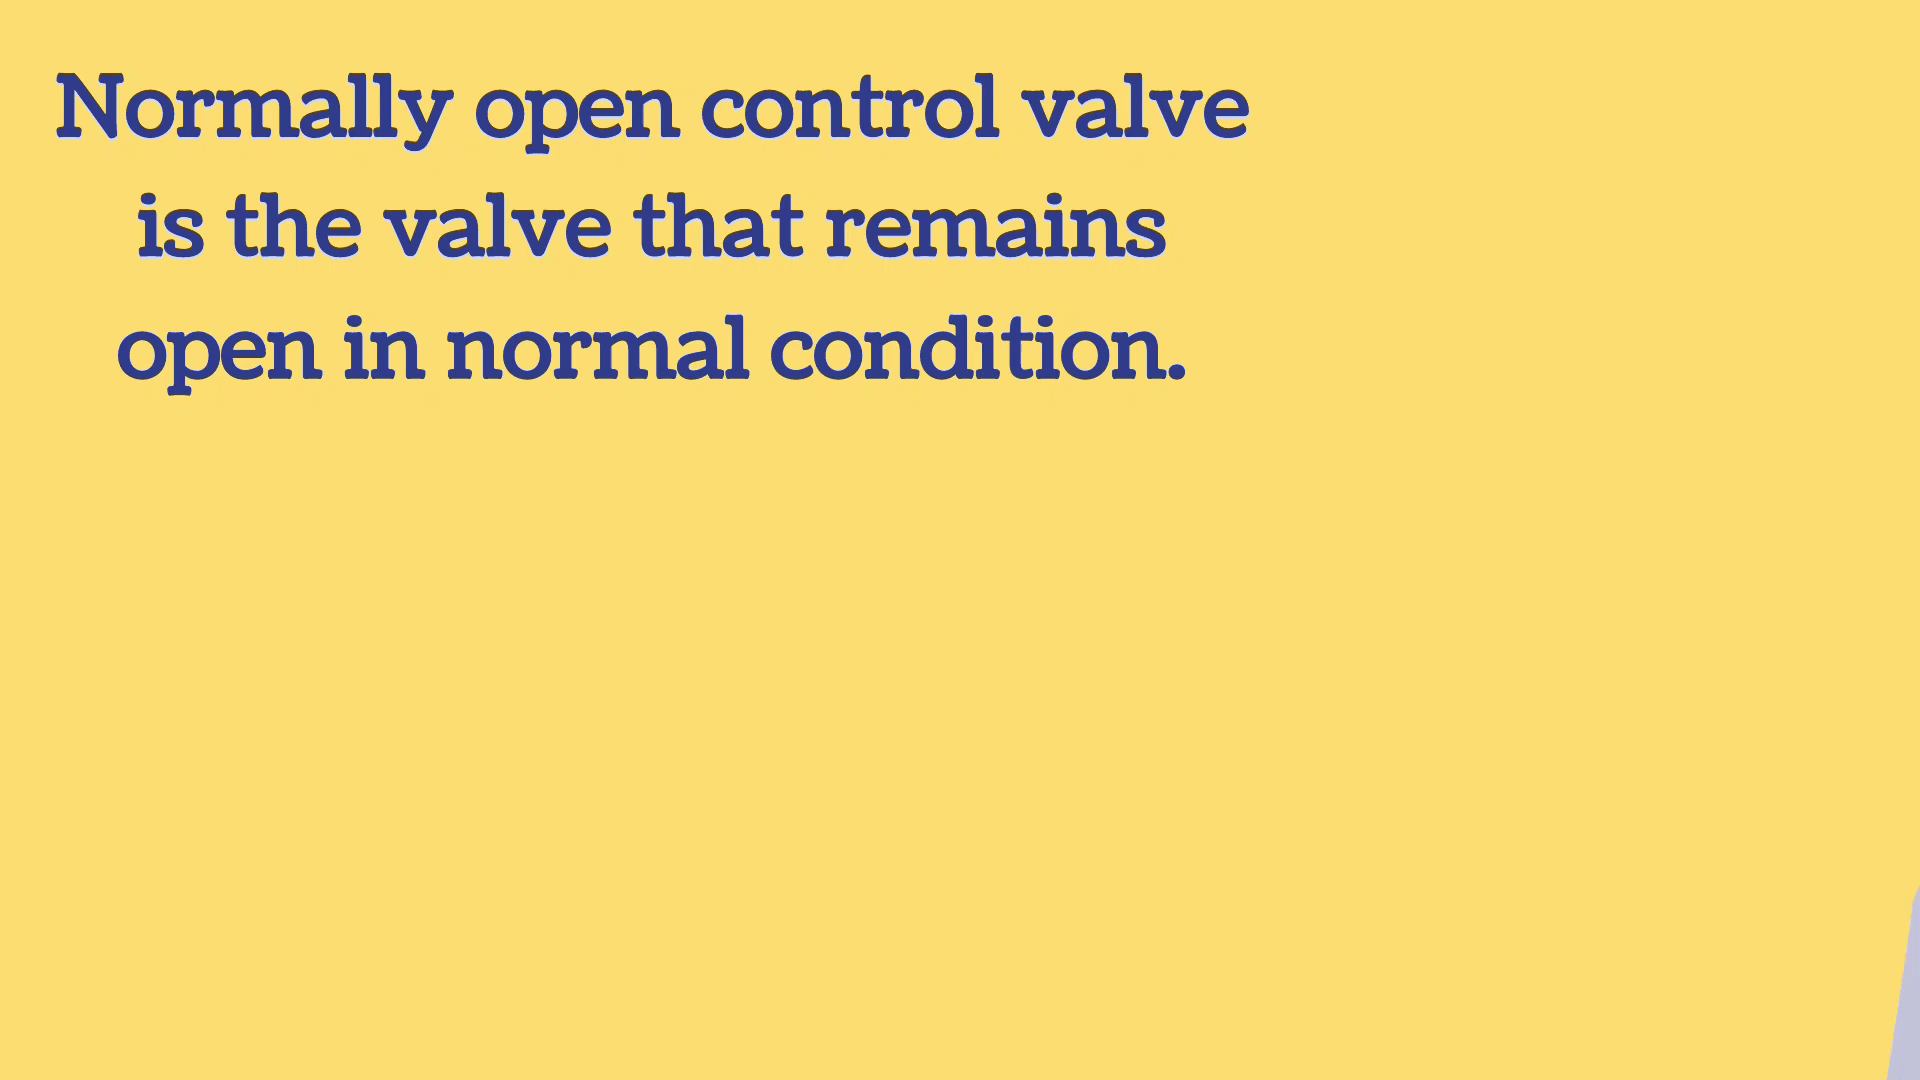 Normally open control valve
is the valve that remains
open in normal condition.